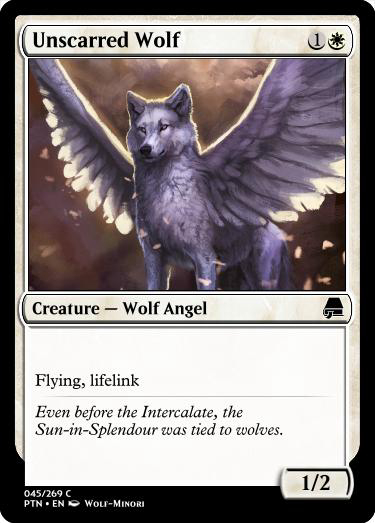 Unscarred Wolf 1
Creature — Wolf Angel
Flying, lifelink
Even before the Intercalate, the
Sun-in-Splendour was tied to wolves.
1/2
045/269 C
PTN • EN Wolf-Minori